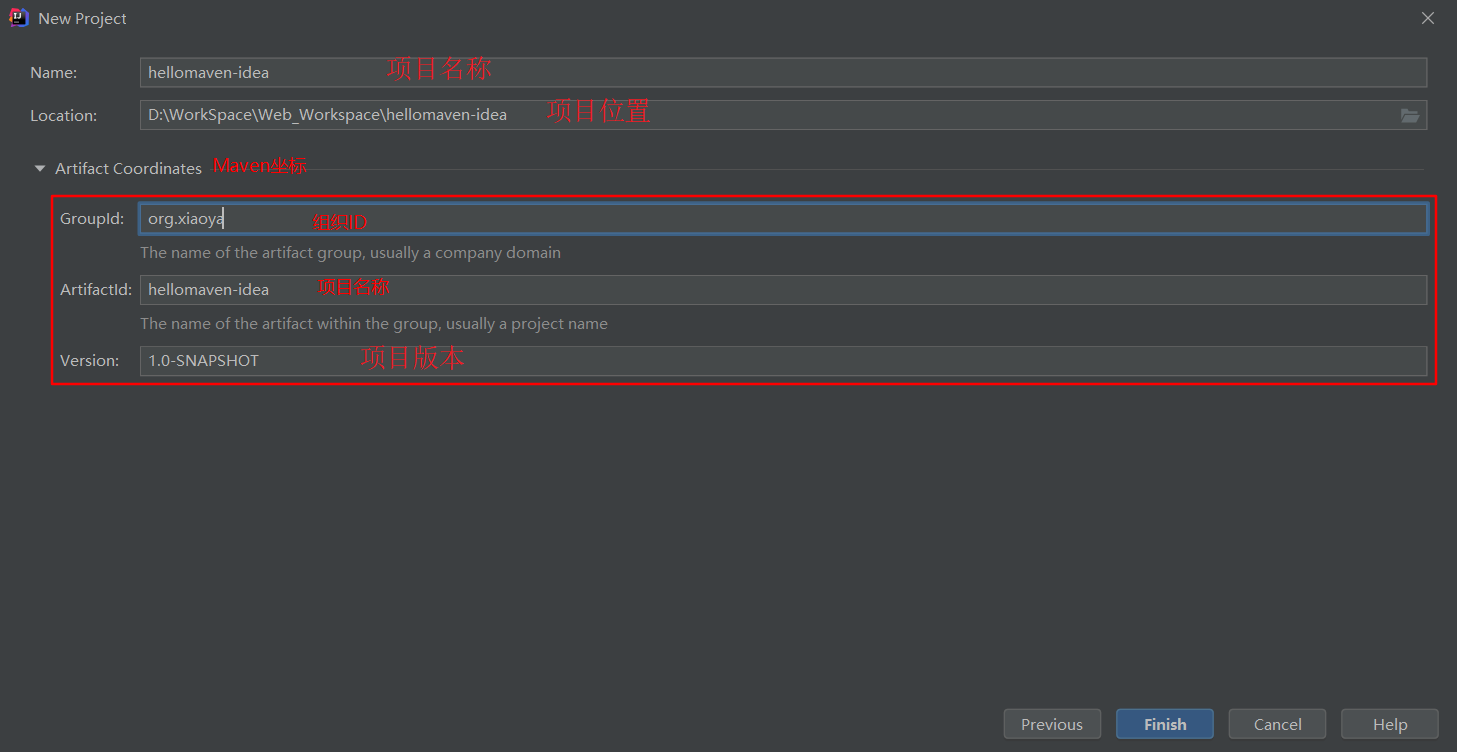 New Project
Name: hellomaven-idea 项目名称
Location: D:\WorkSpace\Web_Workspace\hellomaven-idea 项目位置
Artifact Coordinates Maven坐标
GroupId: org.xiaoya 组织ID
The name of the artifact group, usually a company domain
ArtifactId: hellomaven-idea 项目名称
The name of the artifact within the group, usually a project name
Version: 1.0-SNAPSHOT 项目版本
Previous Finish Cancel Help